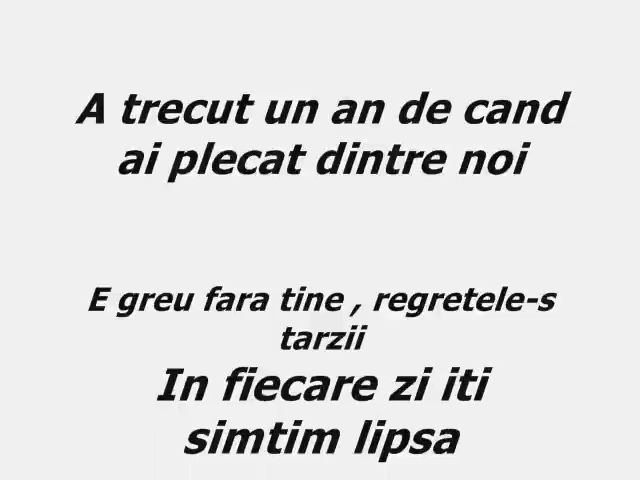 A trecut un an de cand
ai plecat dintre noi
E greu fara tine , regretele-s
tarzii
In fiecare zi iti
simtim lipsa